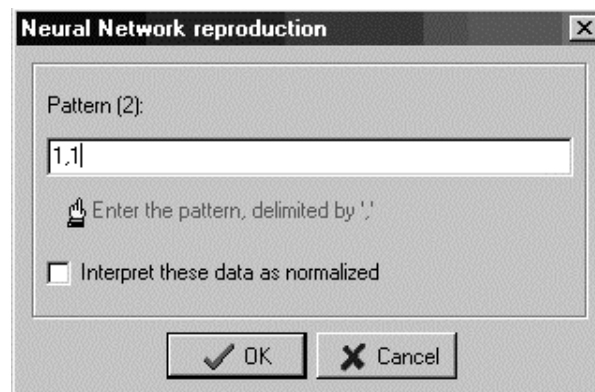 Neural Network reproduction
Pattern (2):
1,1
Enter the pattern, delimited by ','
Interpret these data as normalized
OK
Cancel